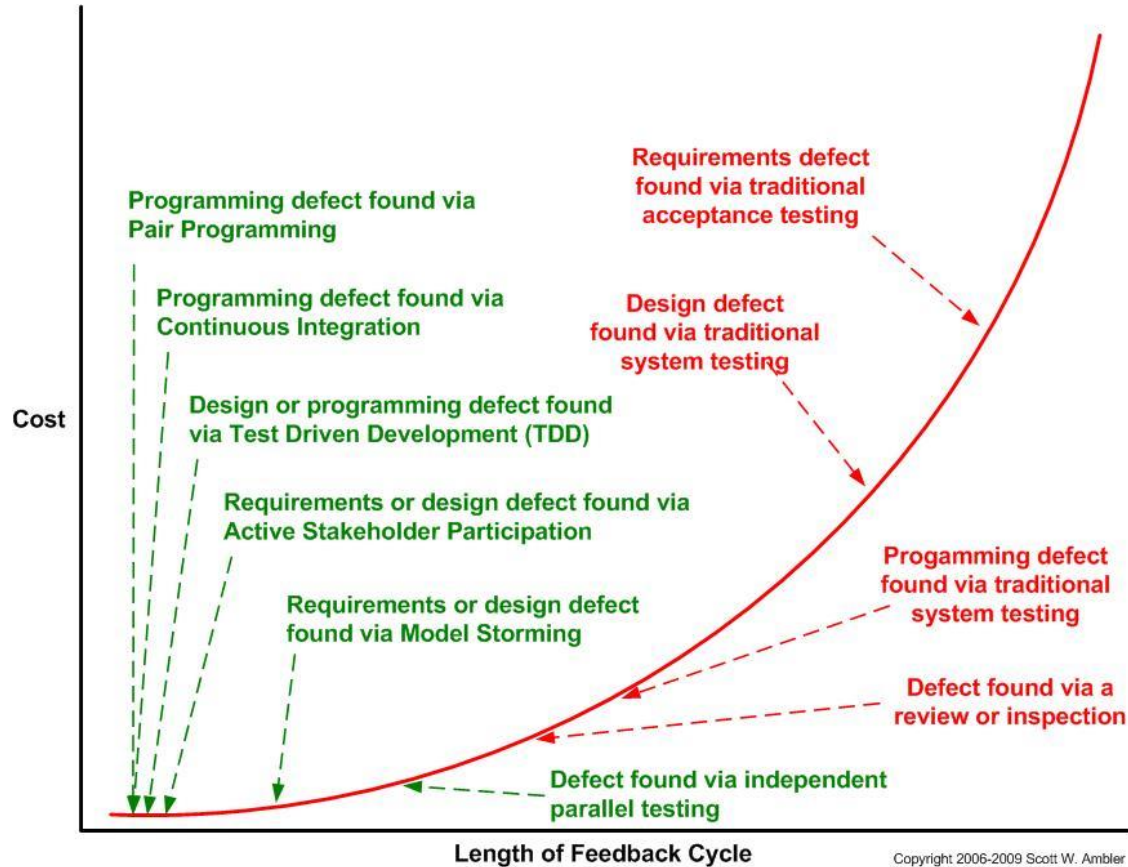 Programming defect found via
Pair Programming
Programming defect found via
Continuous Integration
Design or programming defect found
via Test Driven Development (TDD)
Requirements or design defect found via
Active Stakeholder Participation
Requirements or design defect
found via Model Storming
Defect found via independent
parallel testing
Requirements defect
found via traditional
acceptance testing
Design defect
found via traditional
system testing
Progamming defect
found via traditional
system testing
Defect found via a
review or inspection
Cost
Length of Feedback Cycle
Copyright 2006-2009 Scott W. Ambler